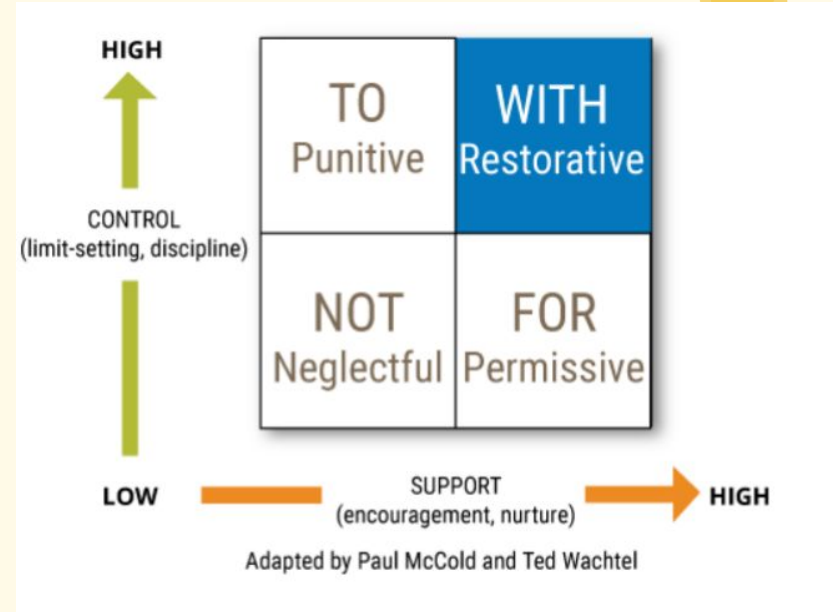 HIGH
TO
Punitive
WITH
Restorative
CONTROL
(limit-setting, discipline)
NOT
Neglectful
FOR
Permissive
LOW
SUPPORT
(encouragement, nurture)
HIGH
Adapted by Paul McCold and Ted Wachtel